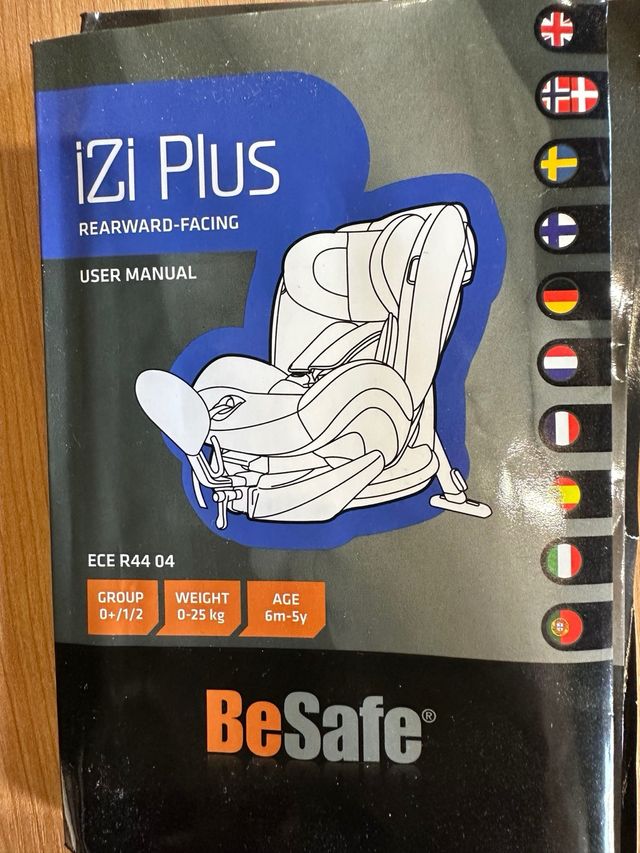 iZi Plus
REARWARD-FACING
USER MANUAL
ECE R44 04
GROUP
0+/1/2
WEIGHT
0-25 kg
AGE
6m-5y
BeSafe®